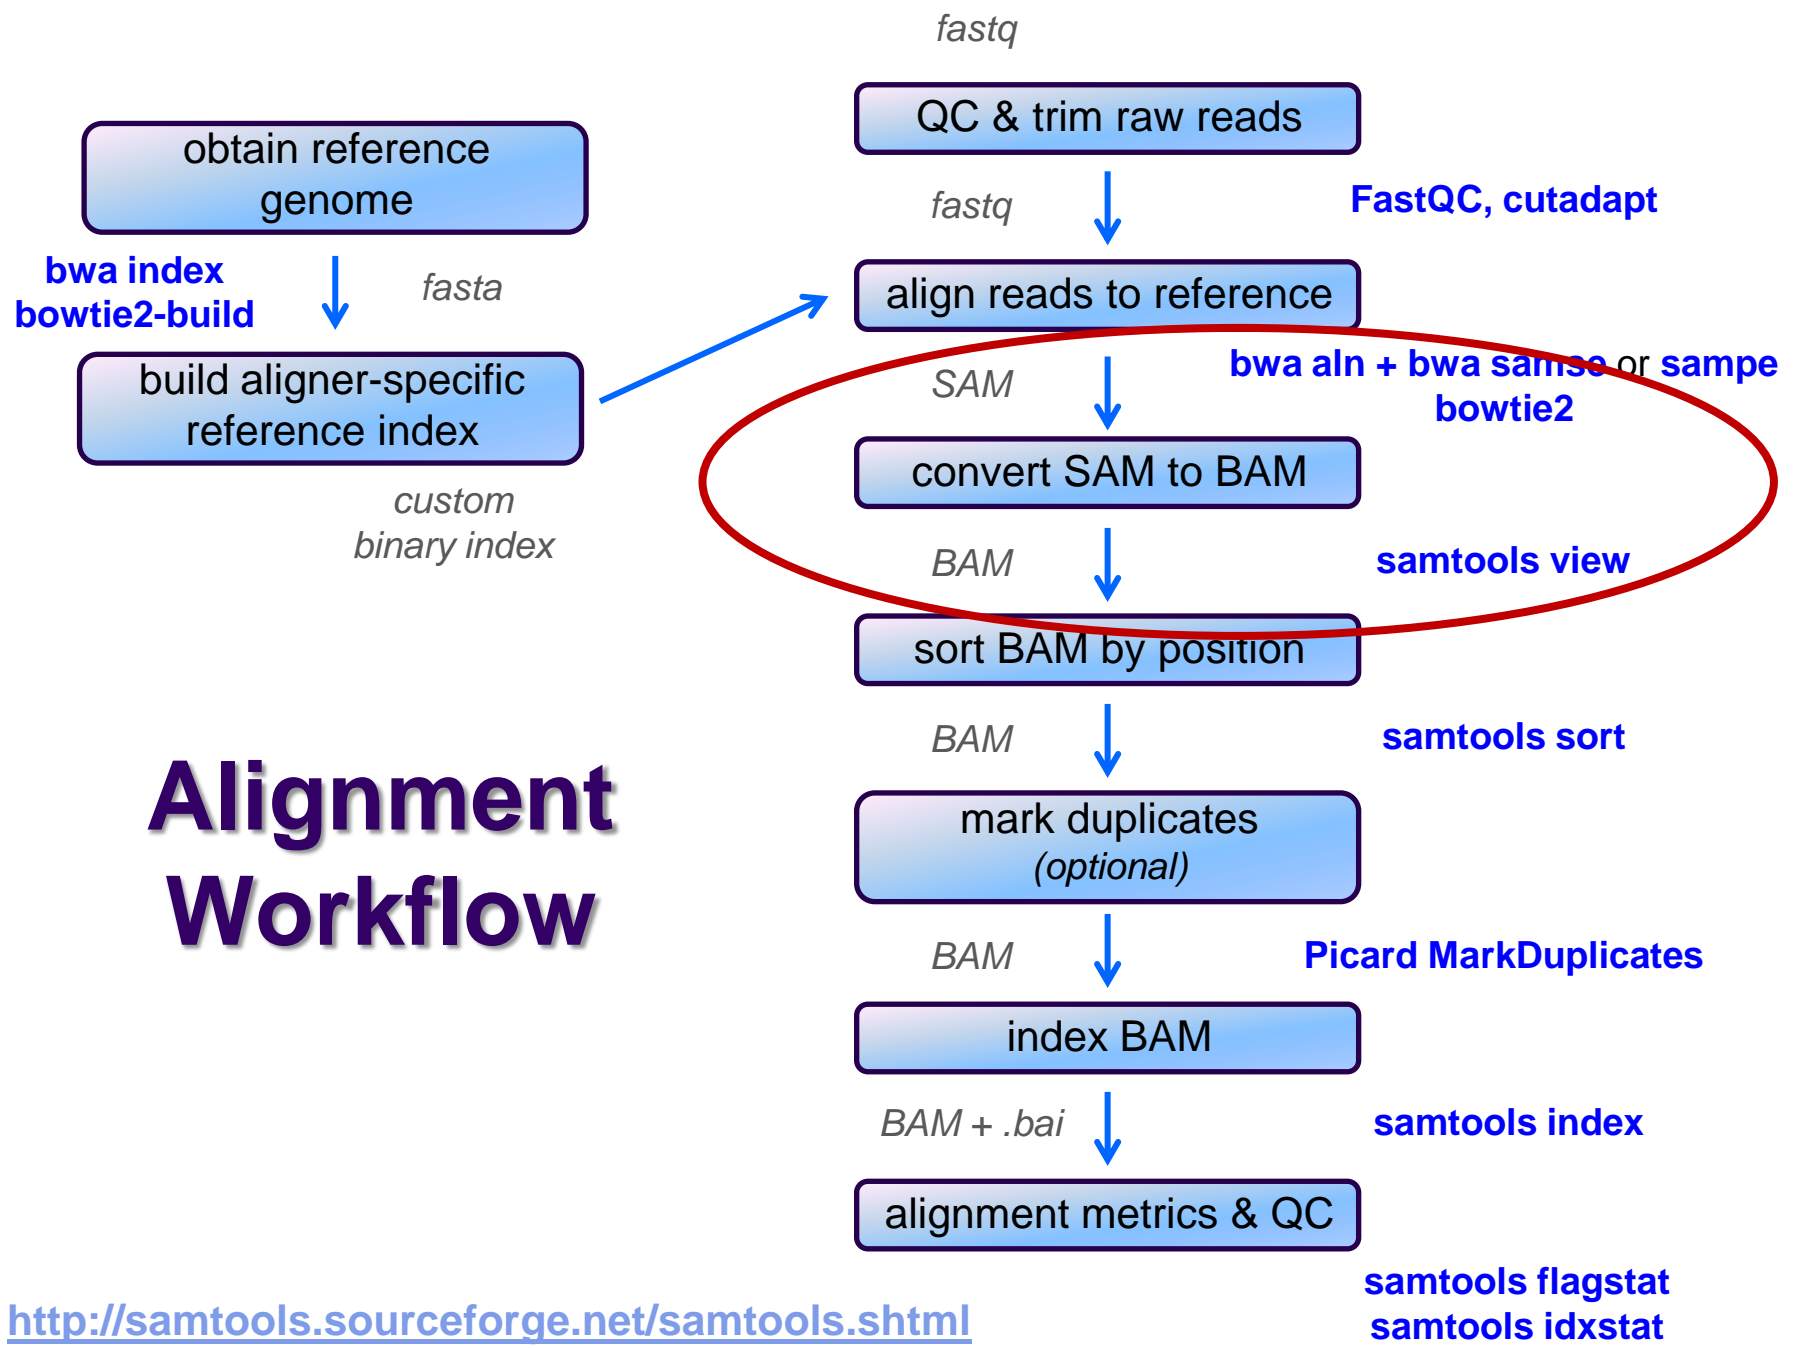 fastq
QC & trim raw reads
obtain reference
genome
fastq
FastQC, cutadapt
bwa index
bowtie2-build
fasta
align reads to reference
build aligner-specific
reference index
SAM
bwa aln + bwa samse or sampe
bowtie2
convert SAM to BAM
custom
binary index
BAM
samtools view
sort BAM by position
BAM
samtools sort
Alignment
Workflow
mark duplicates
(optional)
BAM
Picard MarkDuplicates
index BAM
BAM + .bai
samtools index
alignment metrics & QC
samtools flagstat
samtools idxstat
http://samtools.sourceforge.net/samtools.shtml